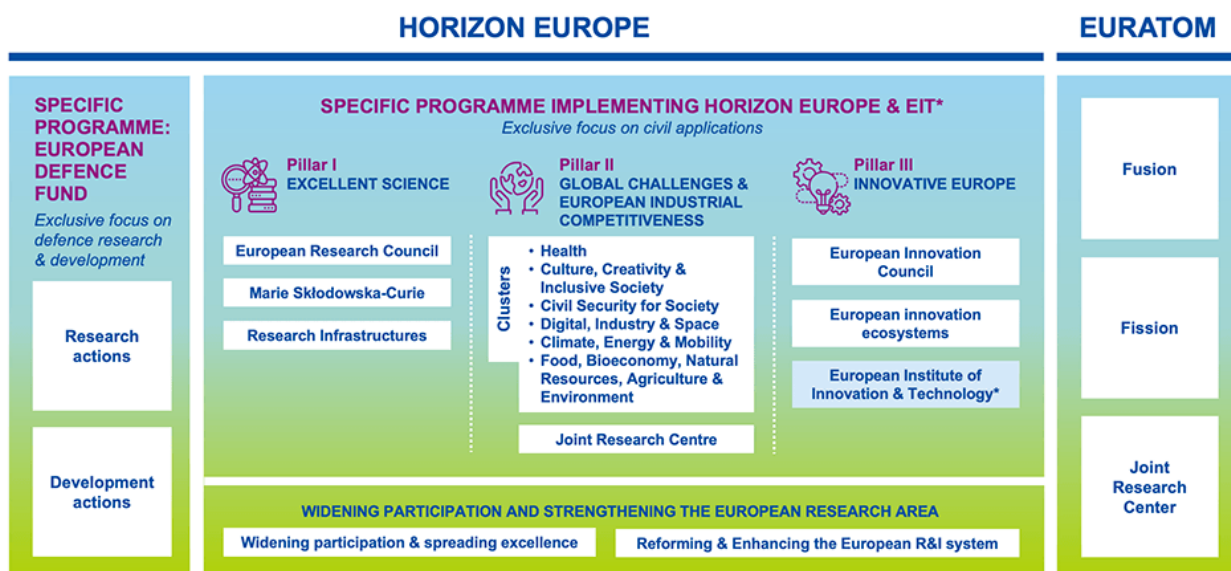 HORIZON EUROPE
EURATOM
SPECIFIC
PROGRAMME:
EUROPEAN
DEFENCE
FUND
Exclusive focus on
defence research
& development
Research
actions
Development
actions
SPECIFIC PROGRAMME IMPLEMENTING HORIZON EUROPE & EIT*
Exclusive focus on civil applications
Pillar I
EXCELLENT SCIENCE
European Research Council
Marie Skłodowska-Curie
Research Infrastructures
Pillar II
GLOBAL CHALLENGES &
EUROPEAN INDUSTRIAL
COMPETITIVENESS
Clusters
• Health
• Culture, Creativity &
Inclusive Society
• Civil Security for Society
• Digital, Industry & Space
• Climate, Energy & Mobility
• Food, Bioeconomy, Natural
Resources, Agriculture &
Environment
Joint Research Centre
Pillar III
INNOVATIVE EUROPE
European Innovation
Council
European innovation
ecosystems
European Institute of
Innovation & Technology*
WIDENING PARTICIPATION AND STRENGTHENING THE EUROPEAN RESEARCH AREA
Widening participation & spreading excellence
Reforming & Enhancing the European R&I system
Fusion
Fission
Joint
Research
Center